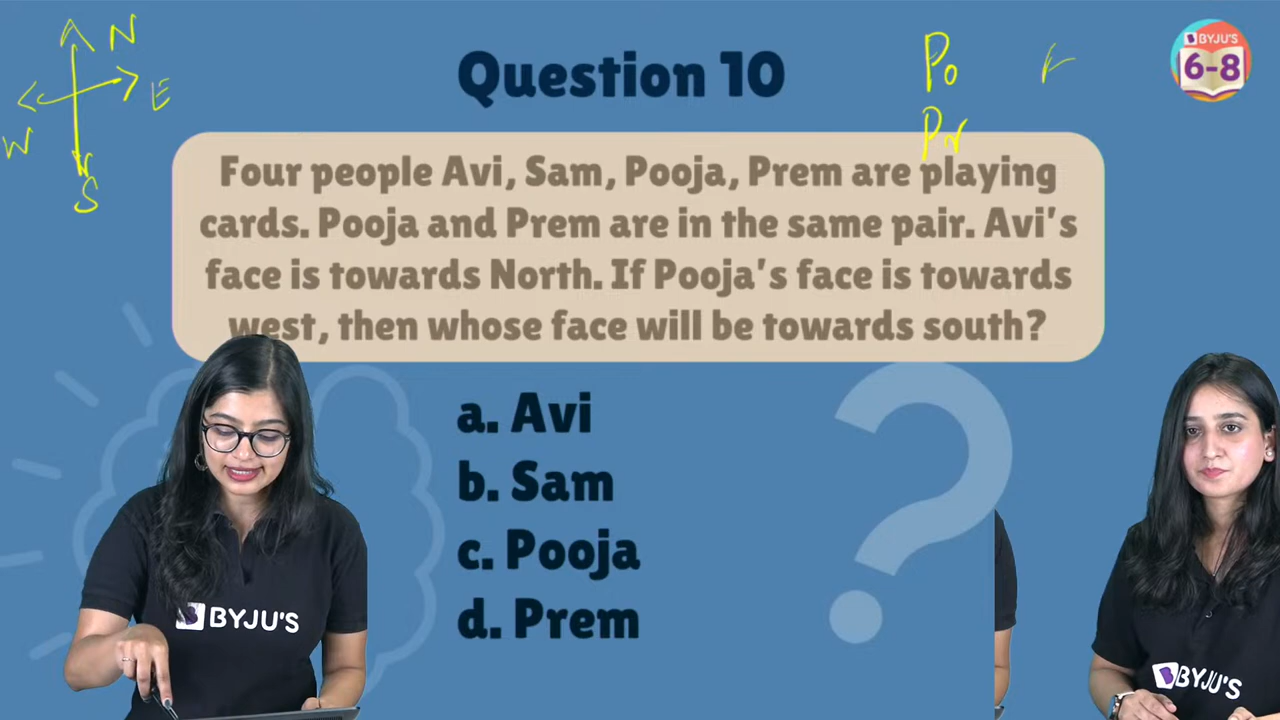 N
E
W
S
Question 10
Po
Pr
BYJU'S
6-8
Four people Avi, Sam, Pooja, Prem are playing
cards. Pooja and Prem are in the same pair. Avi's
face is towards North. If Pooja's face is towards
west, then whose face will be towards south?
a. Avi
b. Sam
c. Pooja
d. Prem
BYJU'S
BYJU'S